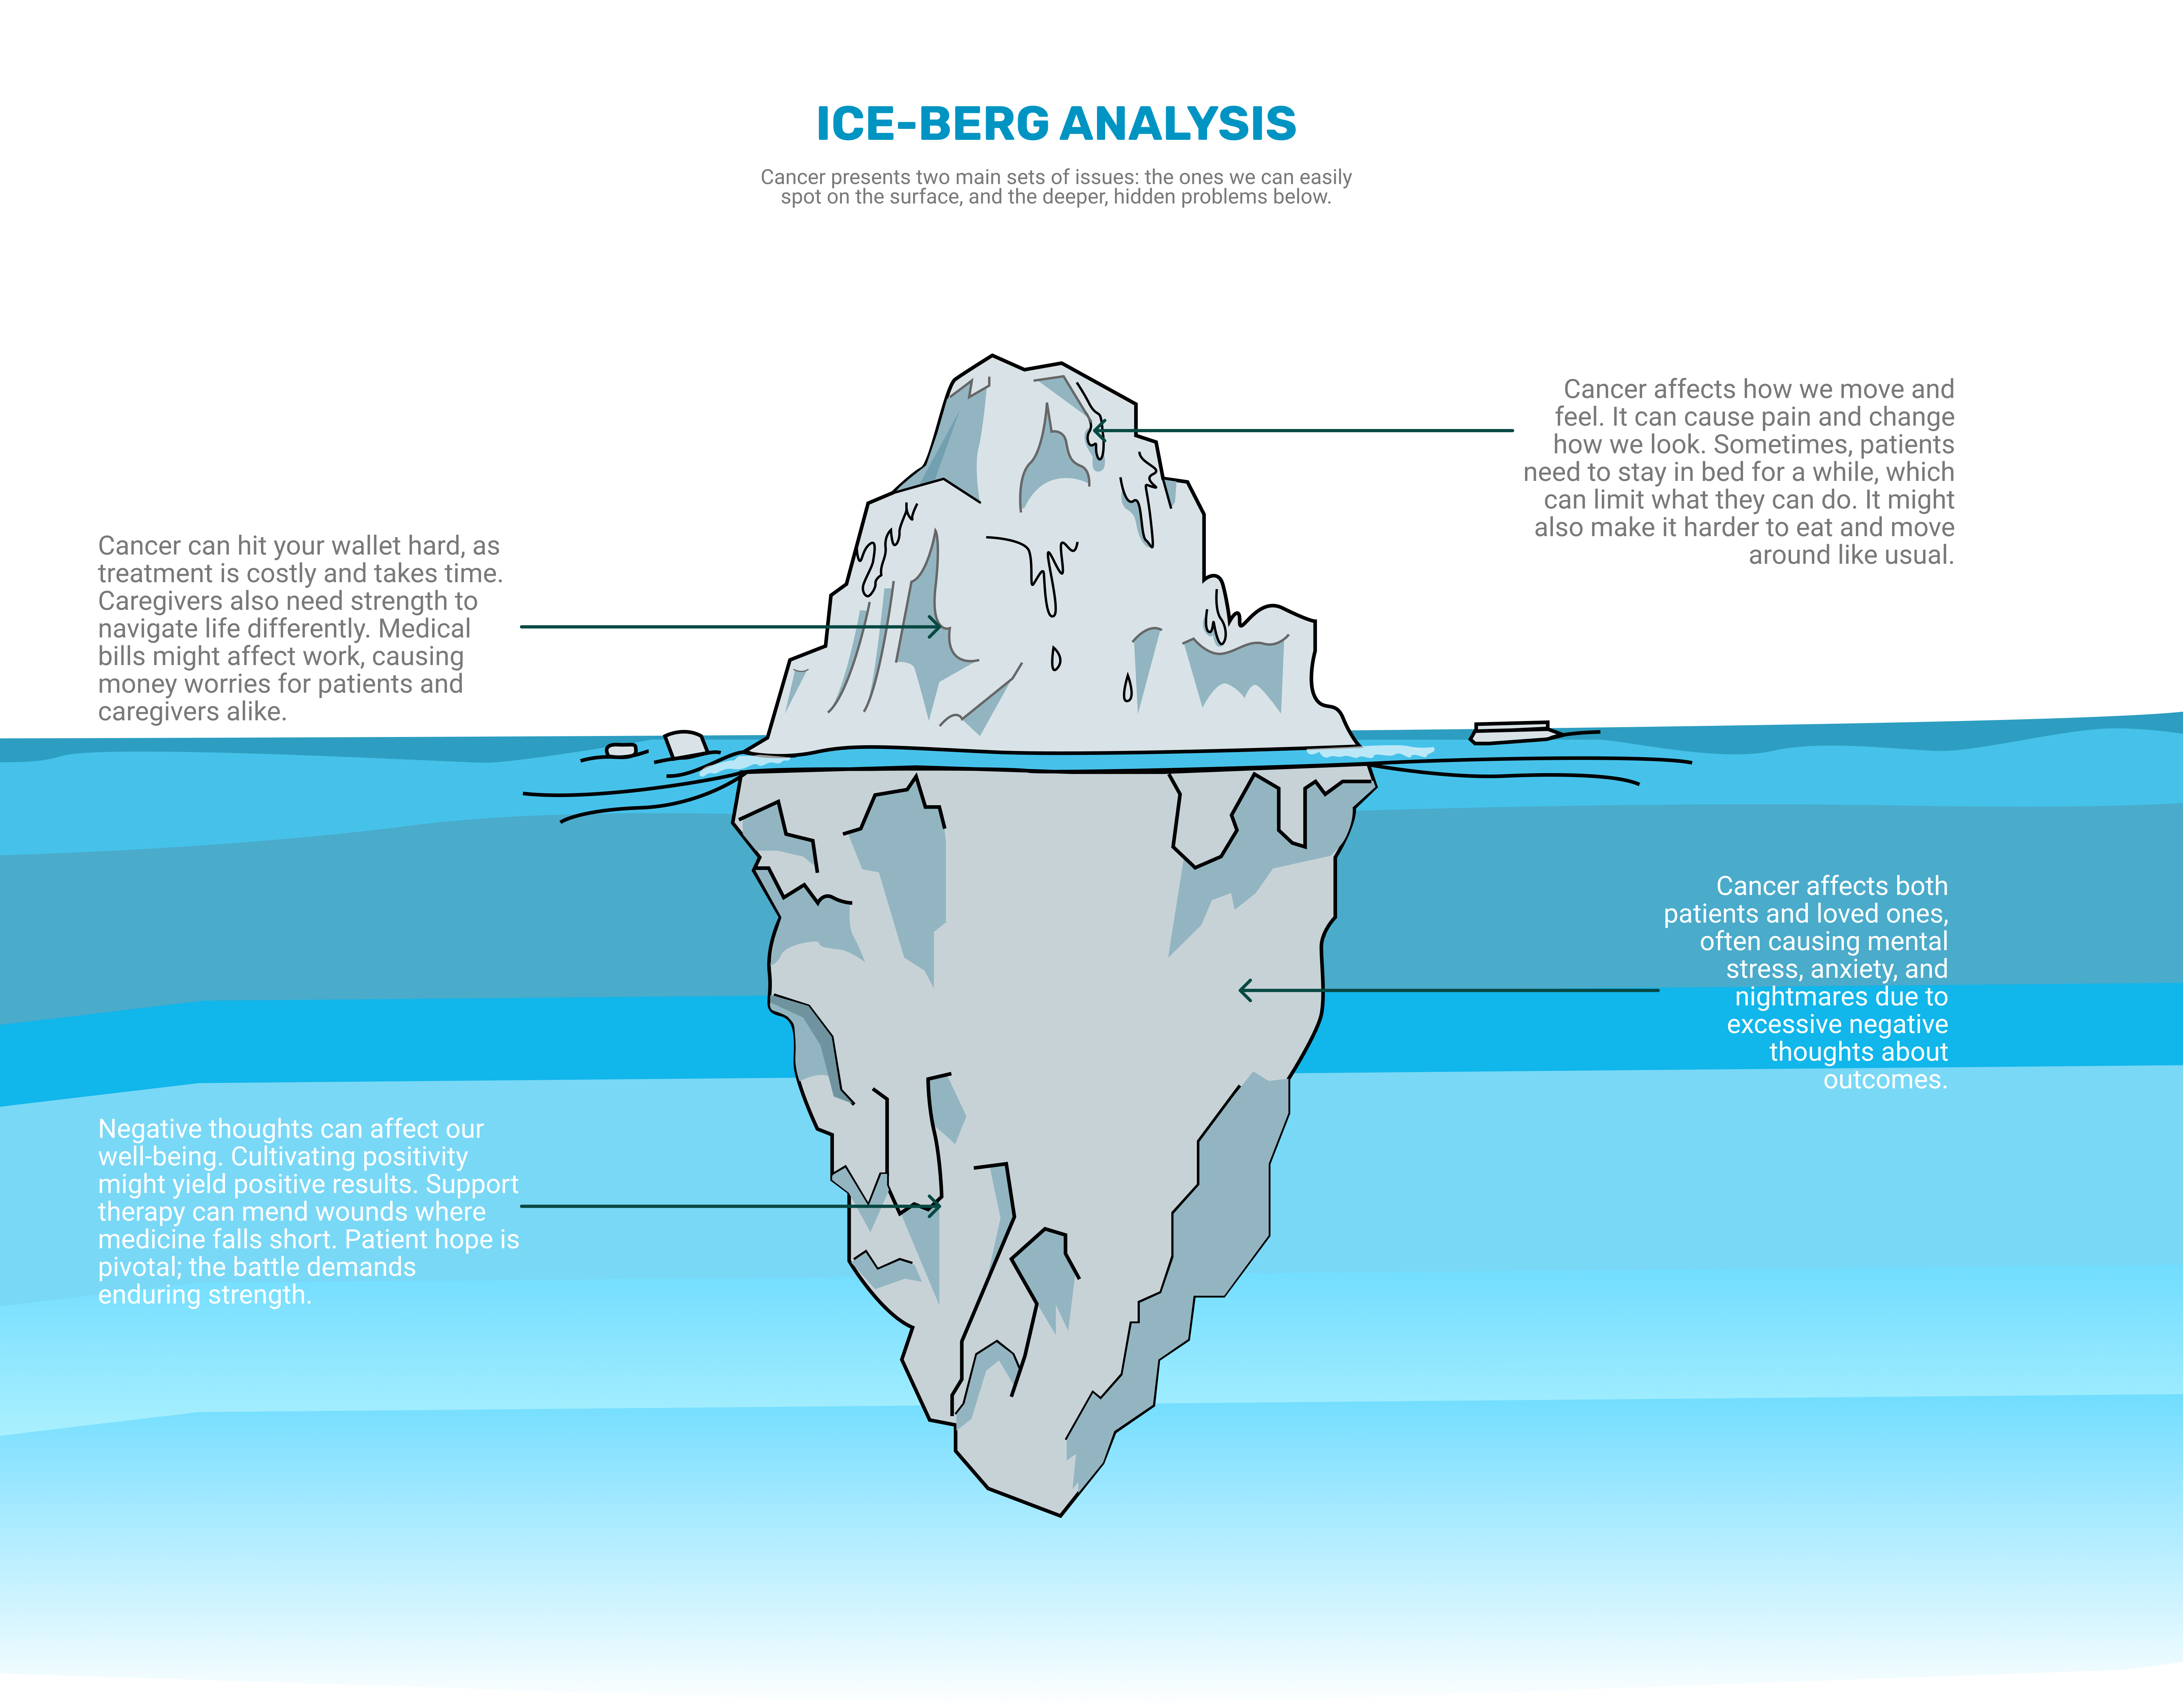 ICE-BERG ANALYSIS
Cancer presents two main sets of issues: the ones we can easily
spot on the surface, and the deeper, hidden problems below.
Cancer affects how we move and
feel. It can cause pain and change
how we look. Sometimes, patients
need to stay in bed for a while, which
can limit what they can do. It might
also make it harder to eat and move
around like usual.
Cancer can hit your wallet hard, as
treatment is costly and takes time.
Caregivers also need strength to
navigate life differently. Medical
bills might affect work, causing
money worries for patients and
caregivers alike.
Cancer affects both
patients and loved ones,
often causing mental
stress, anxiety, and
nightmares due to
excessive negative
thoughts about
outcomes.
Negative thoughts can affect our
well-being. Cultivating positivity
might yield positive results. Support
therapy can mend wounds where
medicine falls short. Patient hope is
pivotal; the battle demands
enduring strength.